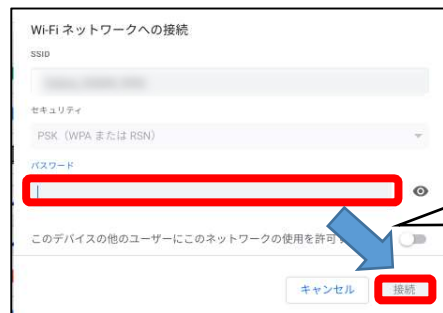 Wi-Fi ネットワークへの接続
SSID
セキュリティ
PSK（WPA または RSN）
パスワード
このデバイスの他のユーザーにこのネットワークの使用を許可
キャンセル
接続